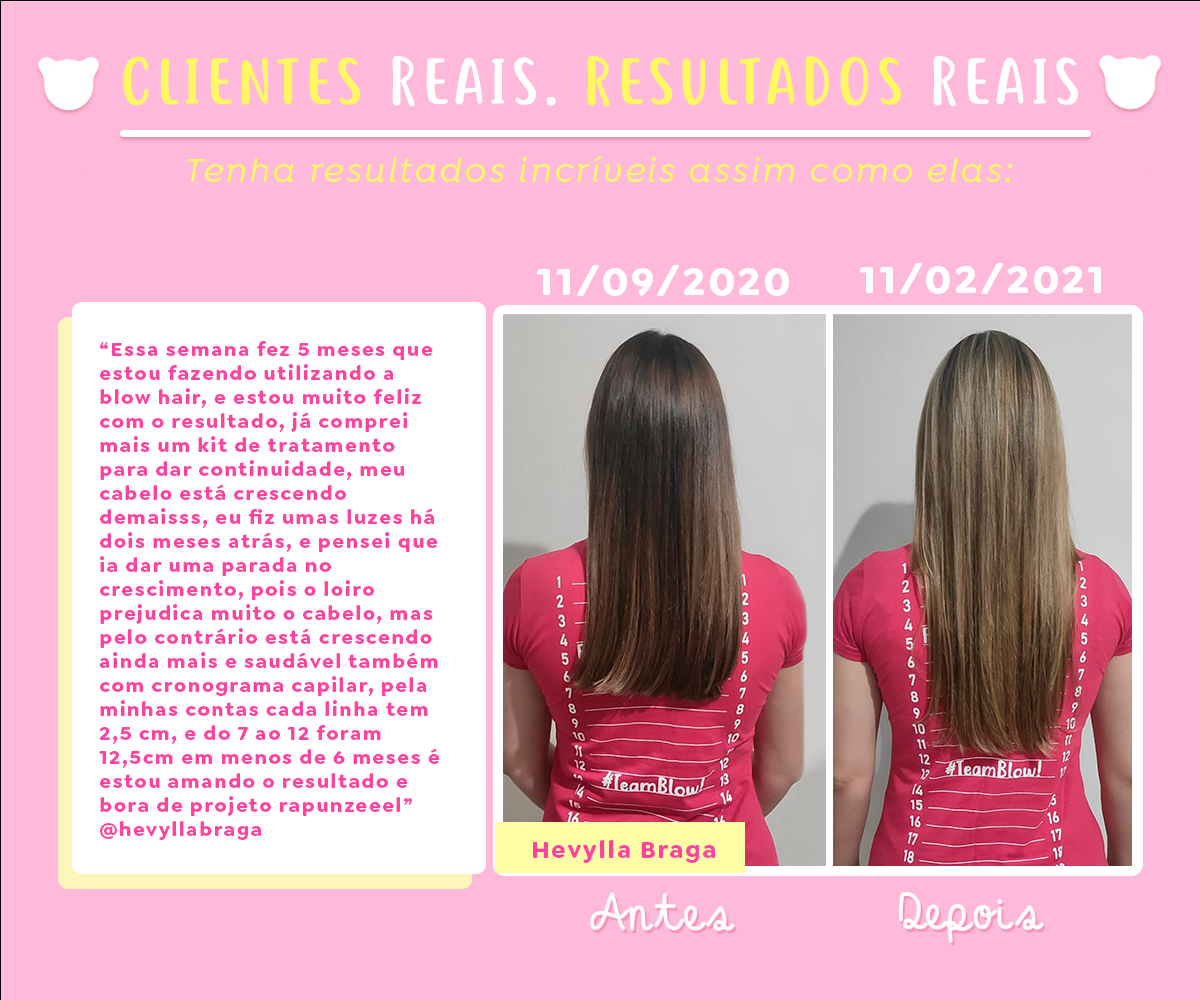 CLIENTES REAIS. RESULTADOS REAIS
Tenha resultados incríveis assim como elas:
11/09/2020
11/02/2021
“Essa semana fez 5 meses que
estou fazendo utilizando a
blow hair, e estou muito feliz
com o resultado, já comprei
mais um kit de tratamento
para dar continuidade, meu
cabelo está crescendo
demaisss, eu fiz umas luzes há
dois meses atrás, e pensei que
ia dar uma parada no
crescimento, pois o loiro
prejudica muito o cabelo, mas
pelo contrário está crescendo
ainda mais e saudável também
com cronograma capilar, pela
minhas contas cada linha tem
2,5 cm, e do 7 ao 12 foram
12,5cm em menos de 6 meses é
estou amando o resultado e
bora de projeto rapunzeeel”
@hevyllabraga
1 1
2 2
3 3
4 4
5 5
6 6
7 7
8 8
9 9
10 10
11 11
12 12
13
#TeamBlow!
14 14
15
16
1 1
2 2
3 3
4 4
5 5
6 6
7 7
8 8
9 9
10 10
11
12
#TeamBlow!
13
14
15
16 16
17 17
18 18
Hevylla Braga
Antes
Depois